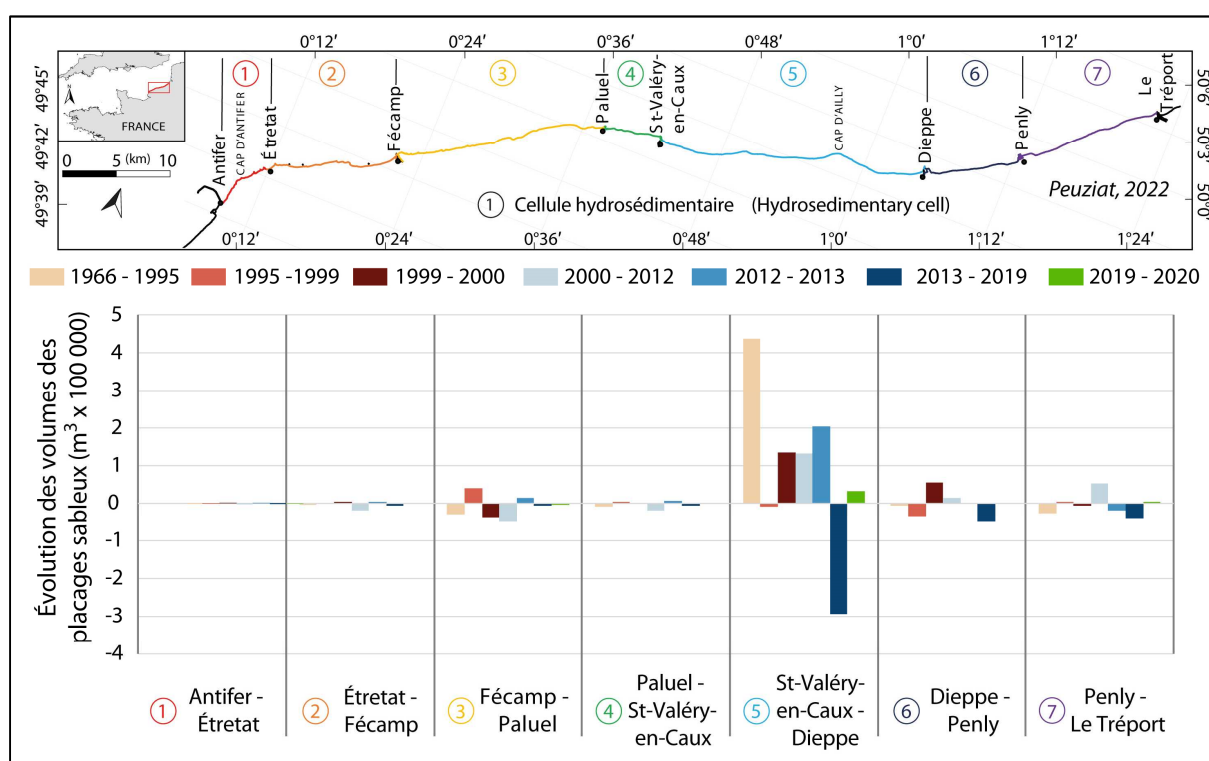 0°12′ 0°24′ 0°36′ 0°48′ 1°0′ 1°12′
49°45′
49°42′
49°39′
50°6′
50°3′
50°0′
N
FRANCE
0 5 (km) 10
1 2 3 4 5 6 7
Antifer
CAP D'ANTIFER
Étretat
Fécamp
Paluel
St-Valéry-
en-Caux
CAP D'AILLY
Dieppe
Penly
Le
Tréport
Peuziat, 2022
1 Cellule hydrosédimentaire (Hydrosedimentary cell)
0°12′ 0°24′ 0°36′ 0°48′ 1°0′ 1°12′ 1°24′
1966 - 1995 1995 -1999 1999 - 2000 2000 - 2012 2012 - 2013 2013 - 2019 2019 - 2020
Évolution des volumes des
placages sableux (m³ x 100 000)
5
4
3
2
1
0
-1
-2
-3
-4
1 Antifer -
Étretat
2 Étretat -
Fécamp
3 Fécamp -
Paluel
4 Paluel -
St-Valéry-
en-Caux
5 St-Valéry-
en-Caux -
Dieppe
6 Dieppe -
Penly
7 Penly -
Le Tréport